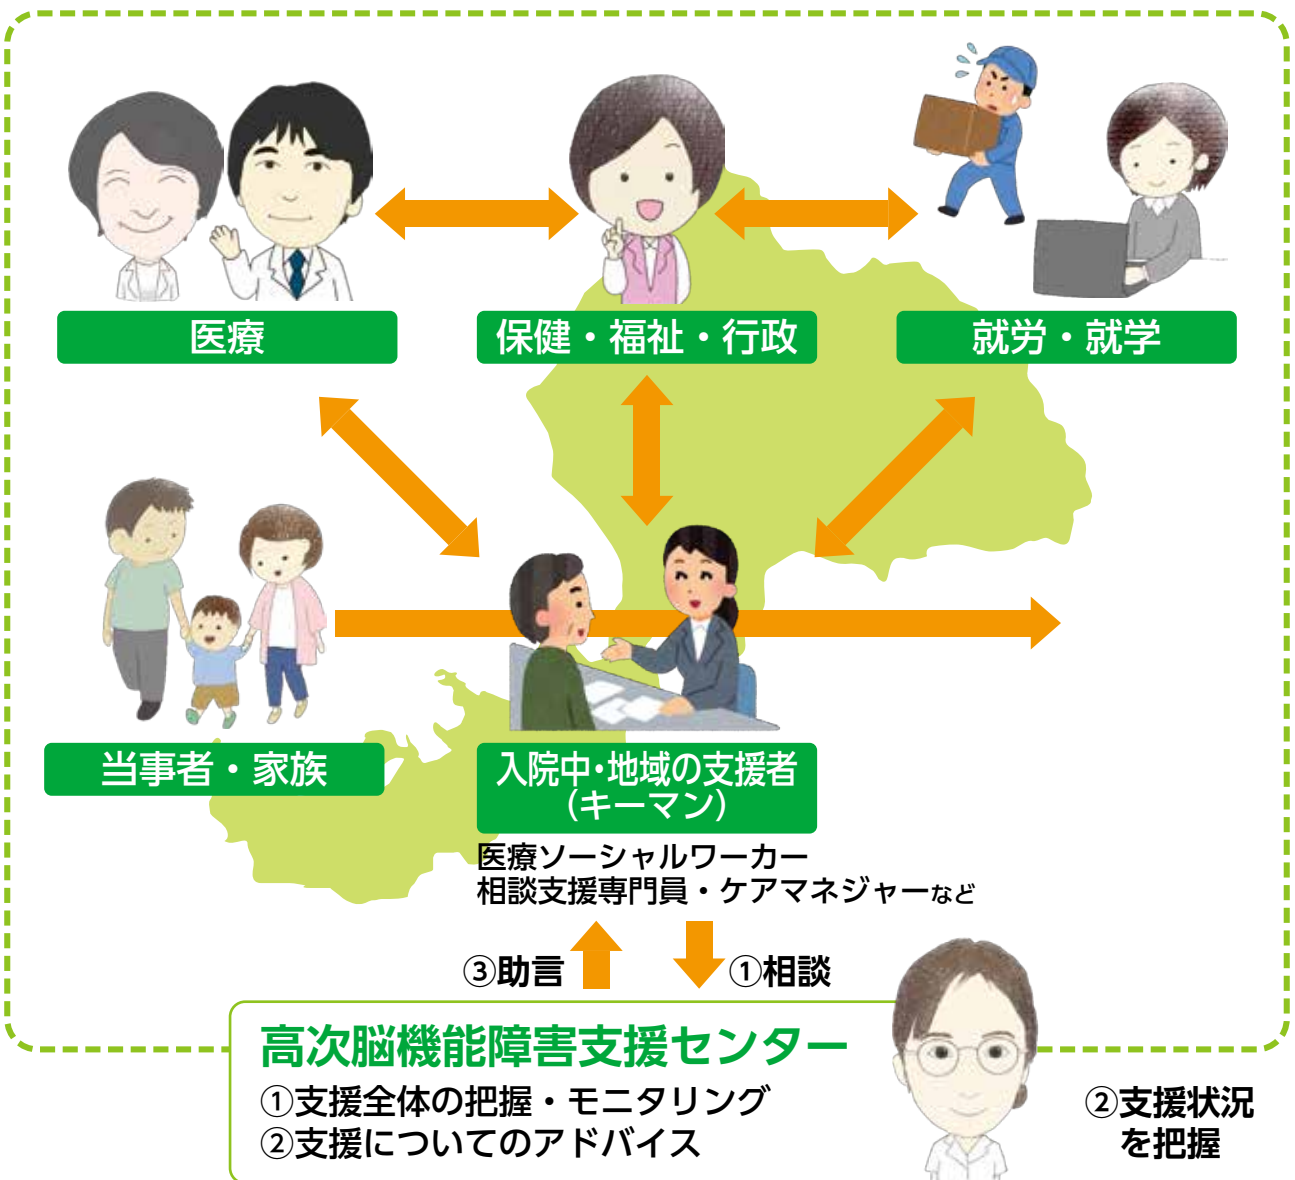 医療
保健・福祉・行政
就労・就学
当事者・家族
入院中・地域の支援者
（キーマン）
医療ソーシャルワーカー
相談支援専門員・ケアマネジャーなど
③助言
①相談
高次脳機能障害支援センター
①支援全体の把握・モニタリング
②支援についてのアドバイス
②支援状況
を把握